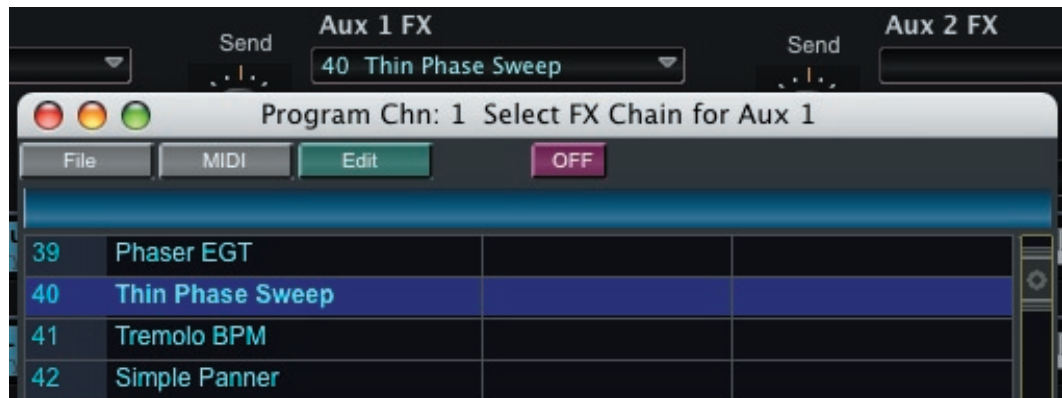 Send Aux 1 FX Send Aux 2 FX
40 Thin Phase Sweep
Program Chn: 1 Select FX Chain for Aux 1
File MIDI Edit OFF
39 Phaser EGT
40 Thin Phase Sweep
41 Tremolo BPM
42 Simple Panner